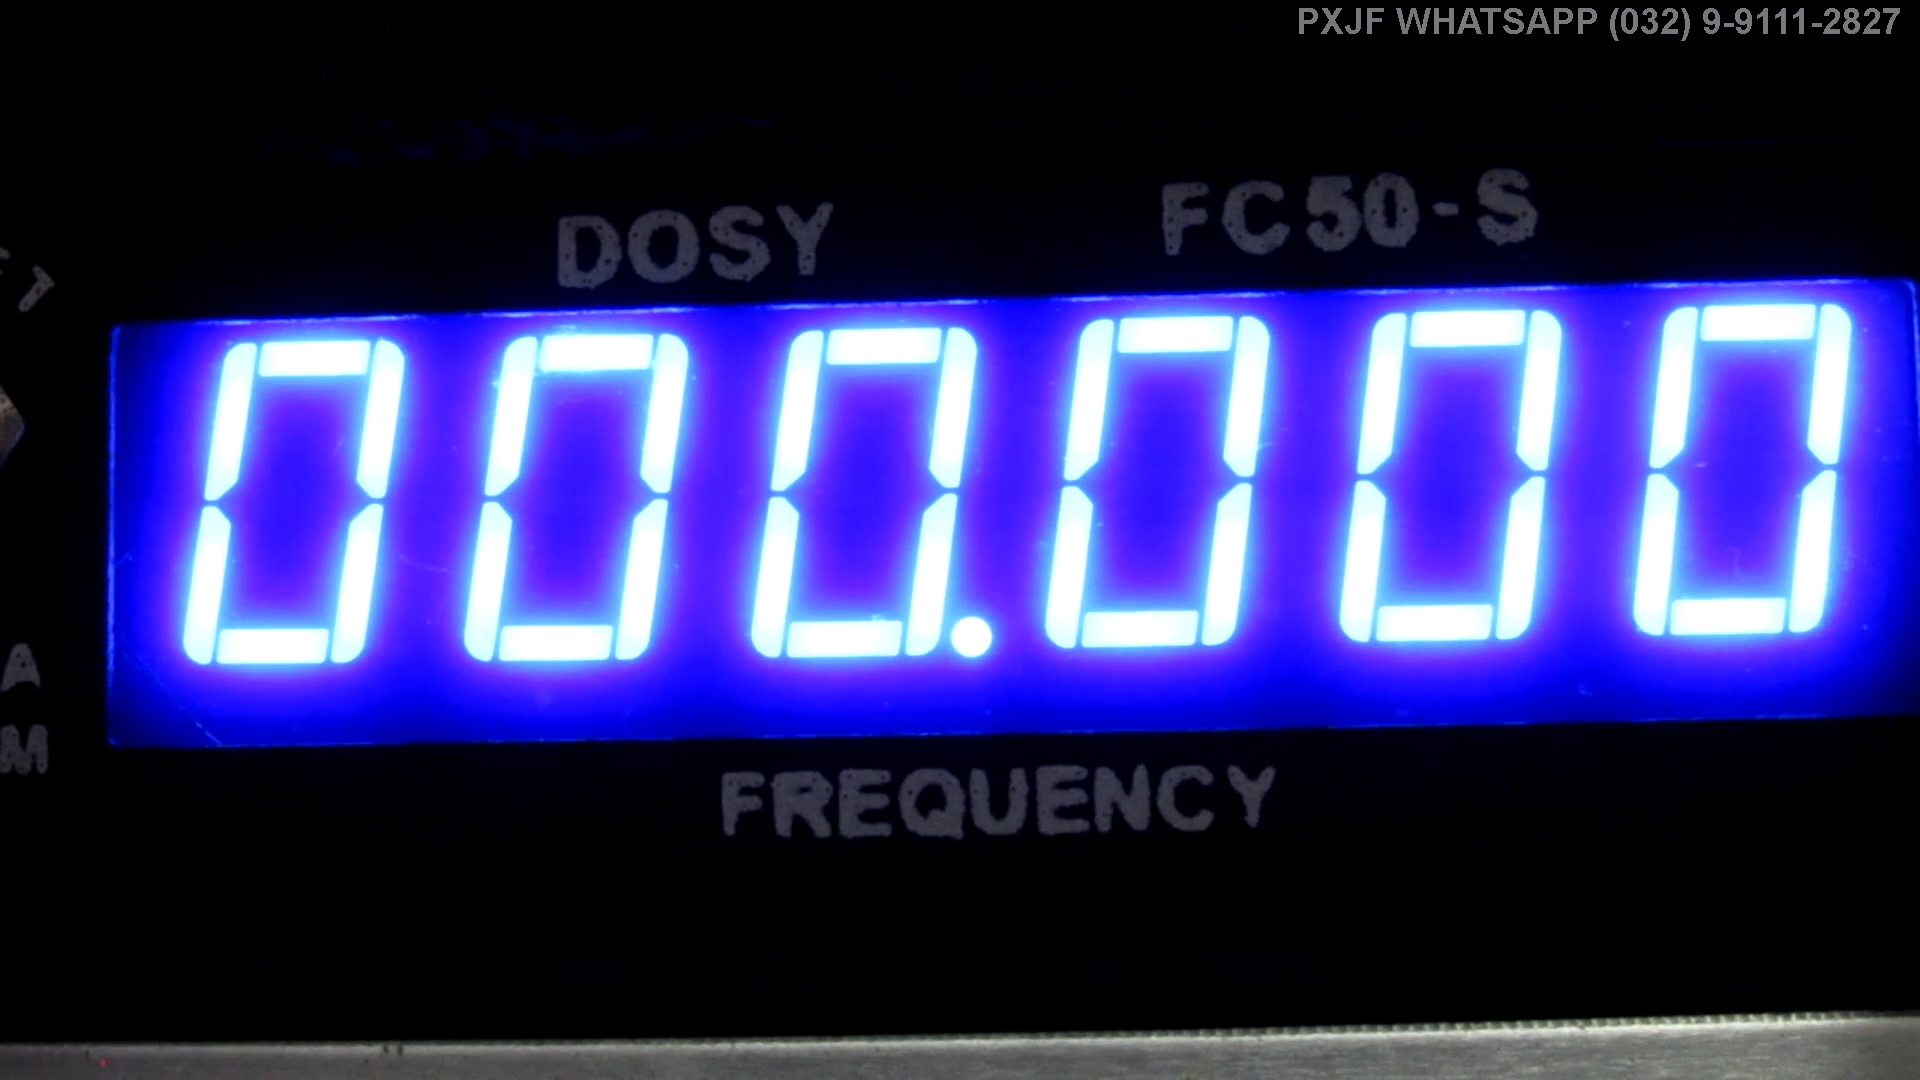 PXJF WHATSAPP (032) 9-9111-2827
DOSY FC50-S
000.000
A
M
FREQUENCY